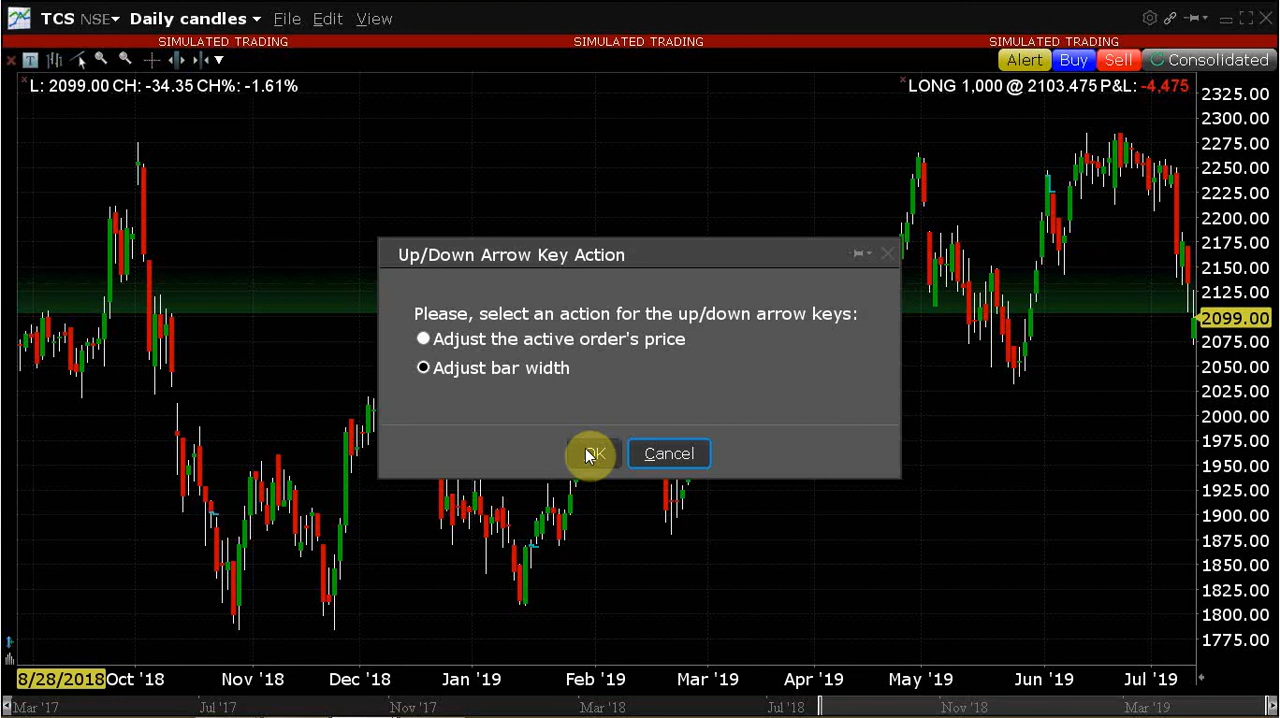 TCS NSE Daily candles File Edit View
SIMULATED TRADING SIMULATED TRADING SIMULATED TRADING
T Alert Buy Sell Consolidated
L: 2099.00 CH: -34.35 CH%: -1.61% LONG 1,000 @ 2103.475 P&L: -4,475
2325.00
2300.00
2275.00
2250.00
2225.00
2200.00
2175.00
2150.00
2125.00
2099.00
2075.00
2050.00
2025.00
2000.00
1975.00
1950.00
1925.00
1900.00
1875.00
1850.00
1825.00
1800.00
1775.00
Up/Down Arrow Key Action
Please, select an action for the up/down arrow keys:
Adjust the active order's price
Adjust bar width
OK Cancel
8/28/2018 Oct '18 Nov '18 Dec '18 Jan '19 Feb '19 Mar '19 Apr '19 May '19 Jun '19 Jul '19
Mar '17 Jul '17 Nov '17 Mar '18 Jul '18 Nov '18 Mar '19